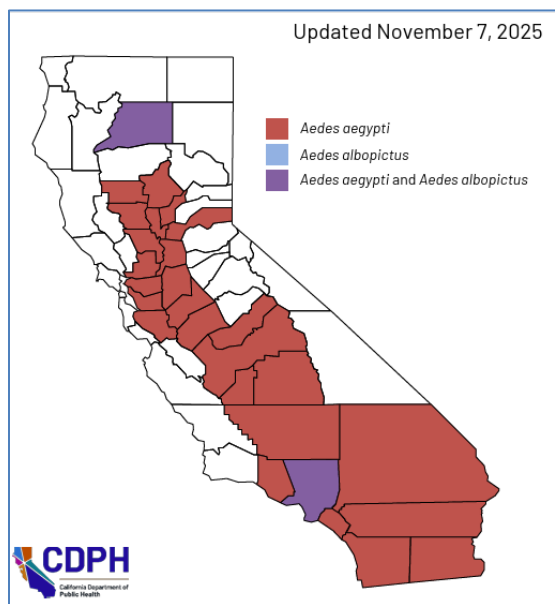 Updated November 7, 2025
Aedes aegypti
Aedes albopictus
Aedes aegypti and Aedes albopictus
CDPH
California Department of
Public Health